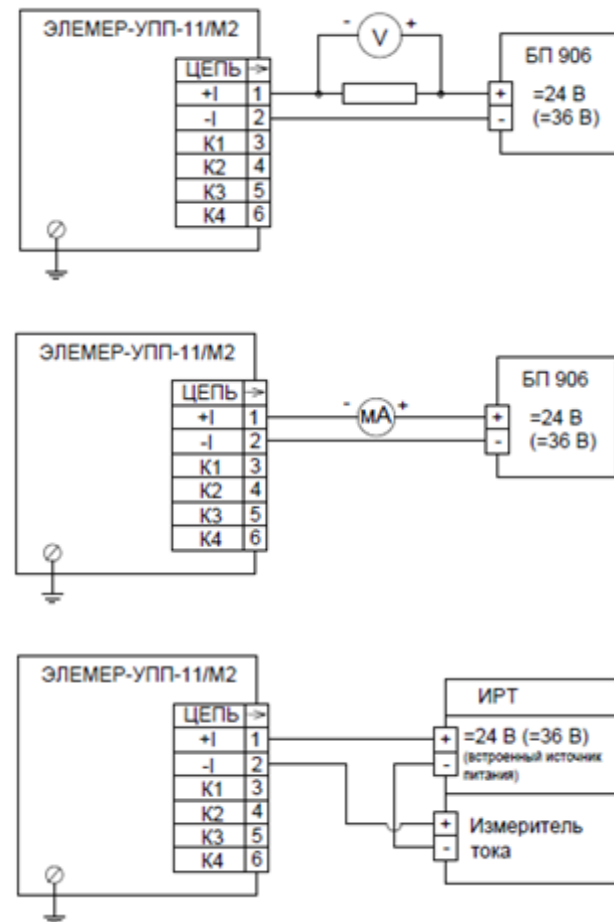 ЭЛЕМЕР-УПП-11/М2
- V +
БП 906
ЦЕПЬ
+I 1
+ =24 В
-I 2
- (=36 В)
К1 3
К2 4
К3 5
К4 6
ЭЛЕМЕР-УПП-11/М2
БП 906
ЦЕПЬ
- мА +
+I 1
+ =24 В
-I 2
- (=36 В)
К1 3
К2 4
К3 5
К4 6
ЭЛЕМЕР-УПП-11/М2
ИРТ
ЦЕПЬ
+I 1
+ =24 В (=36 В)
-I 2
- (встроенный источник
питания)
К1 3
К2 4
+ Измеритель
К3 5
- тока
К4 6